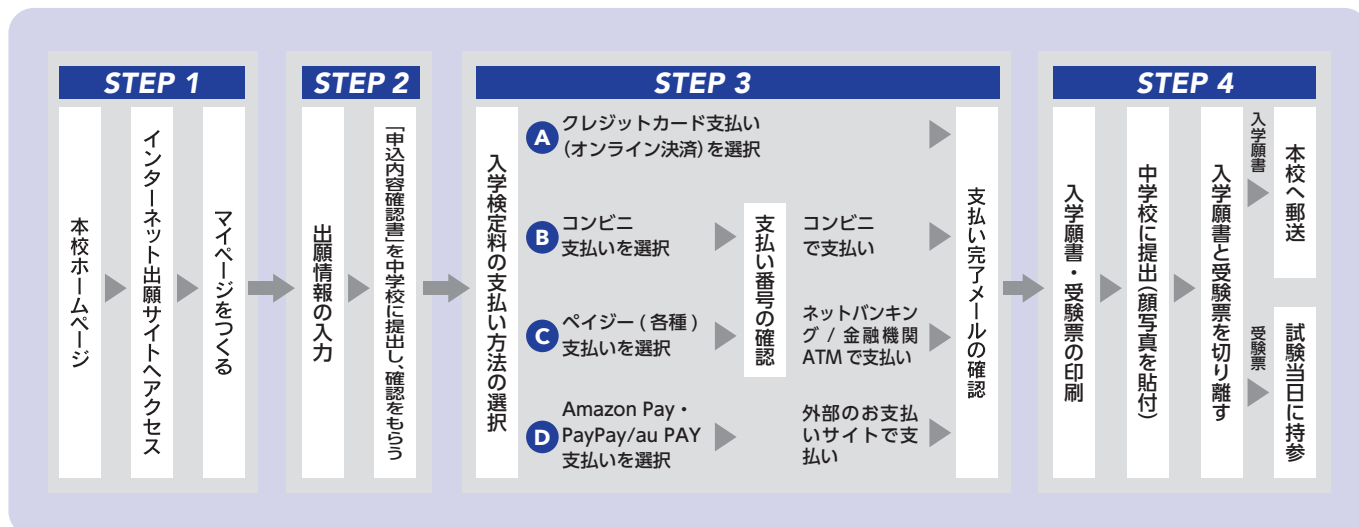 STEP 1
本校ホームページ
インターネット出願サイトへアクセス
マイページをつくる
STEP 2
出願情報の入力
「申込内容確認書」を中学校に提出し、確認をもらう
STEP 3
入学検定料の支払い方法の選択
A
クレジットカード支払い
(オンライン決済)を選択
B
コンビニ
支払いを選択
C
ペイジー(各種)
支払いを選択
D
Amazon Pay・
PayPay/au PAY
支払いを選択
支払い番号の確認
コンビニ
で支払い
ネットバンキン
グ / 金融機関
ATMで支払い
外部のお支払
いサイトで支
払い
支払い完了メールの確認
STEP 4
入学願書・受験票の印刷
中学校に提出(顔写真を貼付)
入学願書と受験票を切り離す
入学願書
本校へ郵送
受験票
試験当日に持参